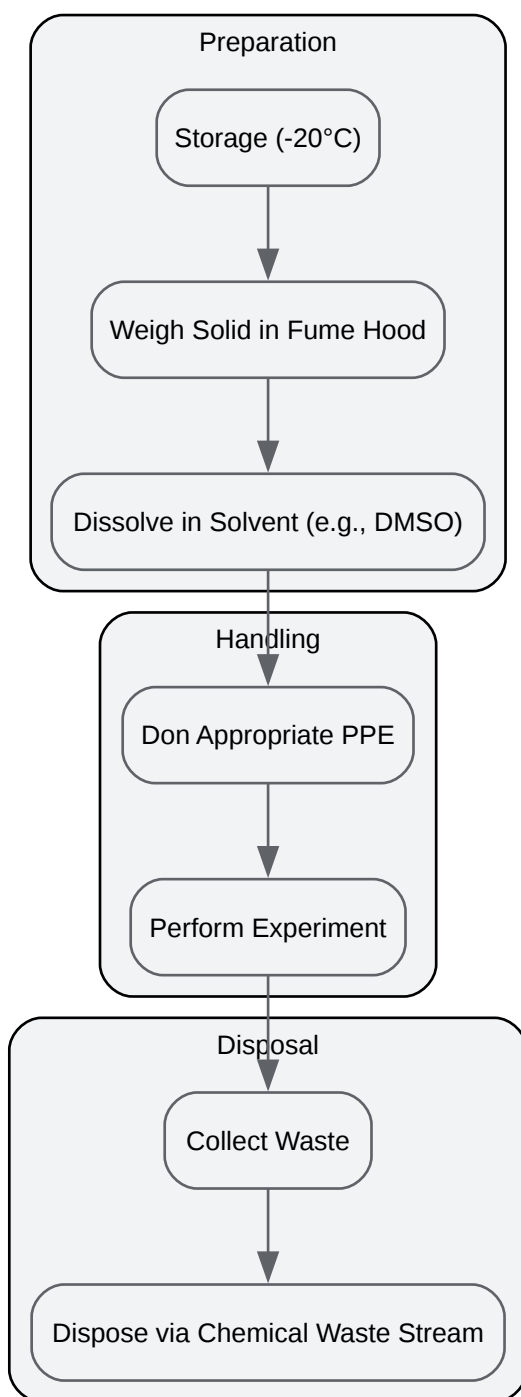 Preparation
Storage (-20°C)
Weigh Solid in Fume Hood
Dissolve in Solvent (e.g., DMSO)
Handling
Don Appropriate PPE
Perform Experiment
Disposal
Collect Waste
Dispose via Chemical Waste Stream